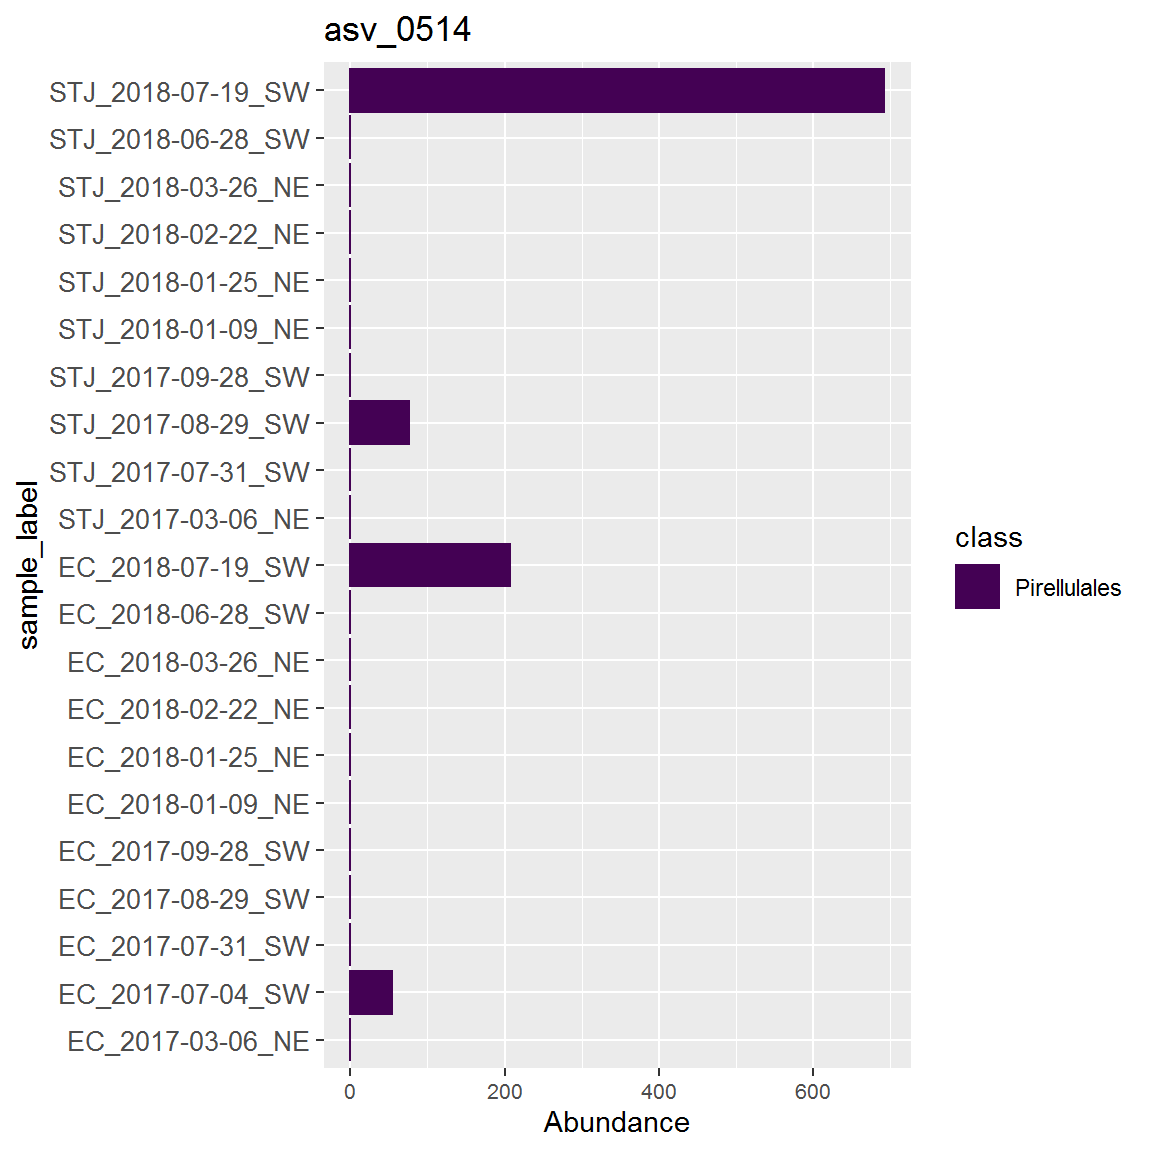 asv_0514
STJ_2018-07-19_SW
STJ_2018-06-28_SW
STJ_2018-03-26_NE
STJ_2018-02-22_NE
STJ_2018-01-25_NE
STJ_2018-01-09_NE
STJ_2017-09-28_SW
STJ_2017-08-29_SW
STJ_2017-07-31_SW
STJ_2017-03-06_NE
EC_2018-07-19_SW
EC_2018-06-28_SW
EC_2018-03-26_NE
EC_2018-02-22_NE
EC_2018-01-25_NE
EC_2018-01-09_NE
EC_2017-09-28_SW
EC_2017-08-29_SW
EC_2017-07-31_SW
EC_2017-07-04_SW
EC_2017-03-06_NE
sample_label
0 200 400 600
Abundance
class
Pirellulales